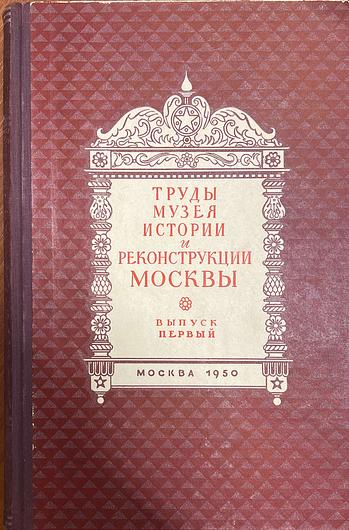 ТРУДЫ
МУЗЕЯ
ИСТОРИИ
и
РЕКОНСТРУКЦИИ
МОСКВЫ
ВЫПУСК
ПЕРВЫЙ
МОСКВА 1950